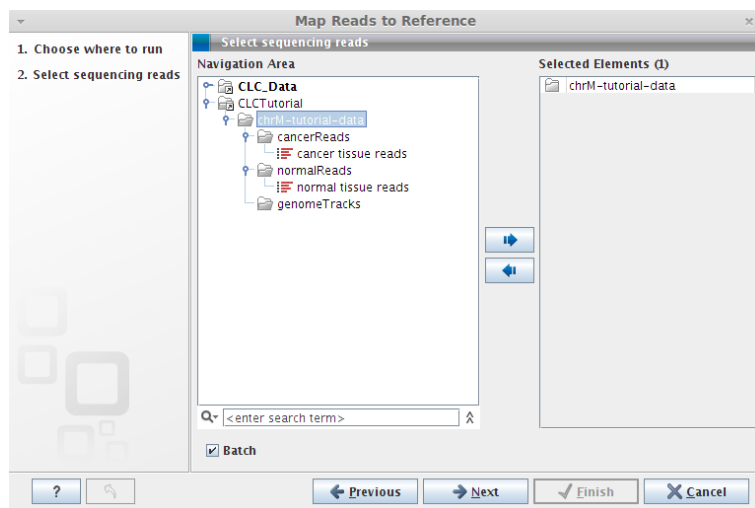 Map Reads to Reference
1. Choose where to run
2. Select sequencing reads
Select sequencing reads
Navigation Area
CLC_Data
CLCTutorial
chrM-tutorial-data
cancerReads
cancer tissue reads
normalReads
normal tissue reads
genomeTracks
<enter search term>
Batch
Selected Elements (1)
chrM-tutorial-data
?
Previous
Next
Finish
Cancel